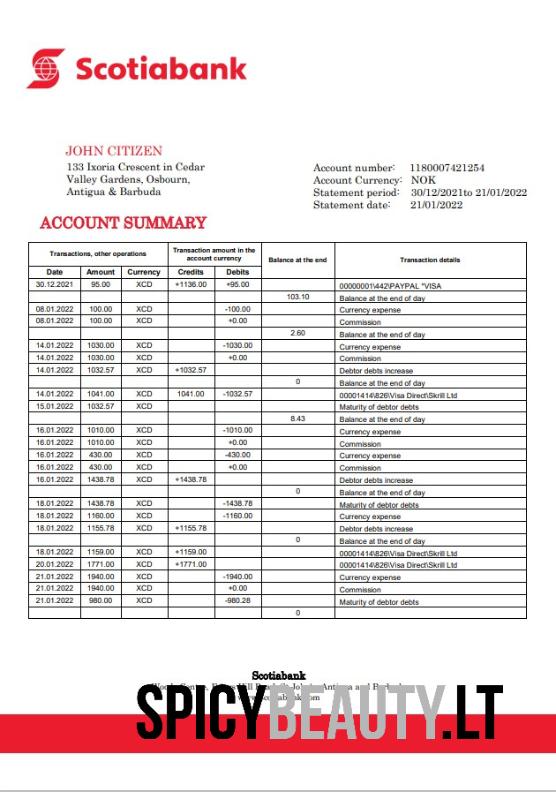 Scotiabank
JOHN CITIZEN
133 Ixoria Crescent in Cedar
Valley Gardens, Osbourn,
Antigua & Barbuda
Account number: 1180007421254
Account Currency: NOK
Statement period: 30/12/2021to 21/01/2022
Statement date: 21/01/2022
ACCOUNT SUMMARY
Transactions, other operations Transaction amount in the account currency Balance at the end Transaction details
Date Amount Currency Credits Debits
30.12.2021 95.00 XCD +1136.00 +95.00 00000001\442\PAYPAL *VISA
103.10 Balance at the end of day
08.01.2022 100.00 XCD -100.00 Currency expense
08.01.2022 100.00 XCD +0.00 Commission
2.60 Balance at the end of day
14.01.2022 1030.00 XCD -1030.00 Currency expense
14.01.2022 1030.00 XCD +0.00 Commission
14.01.2022 1032.57 XCD +1032.57 Debtor debts increase
0 Balance at the end of day
14.01.2022 1041.00 XCD 1041.00 -1032.57 00001414\826\Visa Direct\Skrill Ltd
15.01.2022 1032.57 XCD Maturity of debtor debts
8.43 Balance at the end of day
16.01.2022 1010.00 XCD -1010.00 Currency expense
16.01.2022 1010.00 XCD +0.00 Commission
16.01.2022 430.00 XCD -430.00 Currency expense
16.01.2022 430.00 XCD +0.00 Commission
16.01.2022 1438.78 XCD +1438.78 Debtor debts increase
0 Balance at the end of day
18.01.2022 1438.78 XCD -1438.78 Maturity of debtor debts
18.01.2022 1160.00 XCD -1160.00 Currency expense
18.01.2022 1155.78 XCD +1155.78 Debtor debts increase
0 Balance at the end of day
18.01.2022 1159.00 XCD +1159.00 00001414\826\Visa Direct\Skrill Ltd
20.01.2022 1771.00 XCD +1771.00 00001414\826\Visa Direct\Skrill Ltd
21.01.2022 1940.00 XCD -1940.00 Currency expense
21.01.2022 1940.00 XCD +0.00 Commission
21.01.2022 980.00 XCD -980.28 Maturity of debtor debts
0
Scotiabank
Antigua and
SPICYBEAUTY.LT